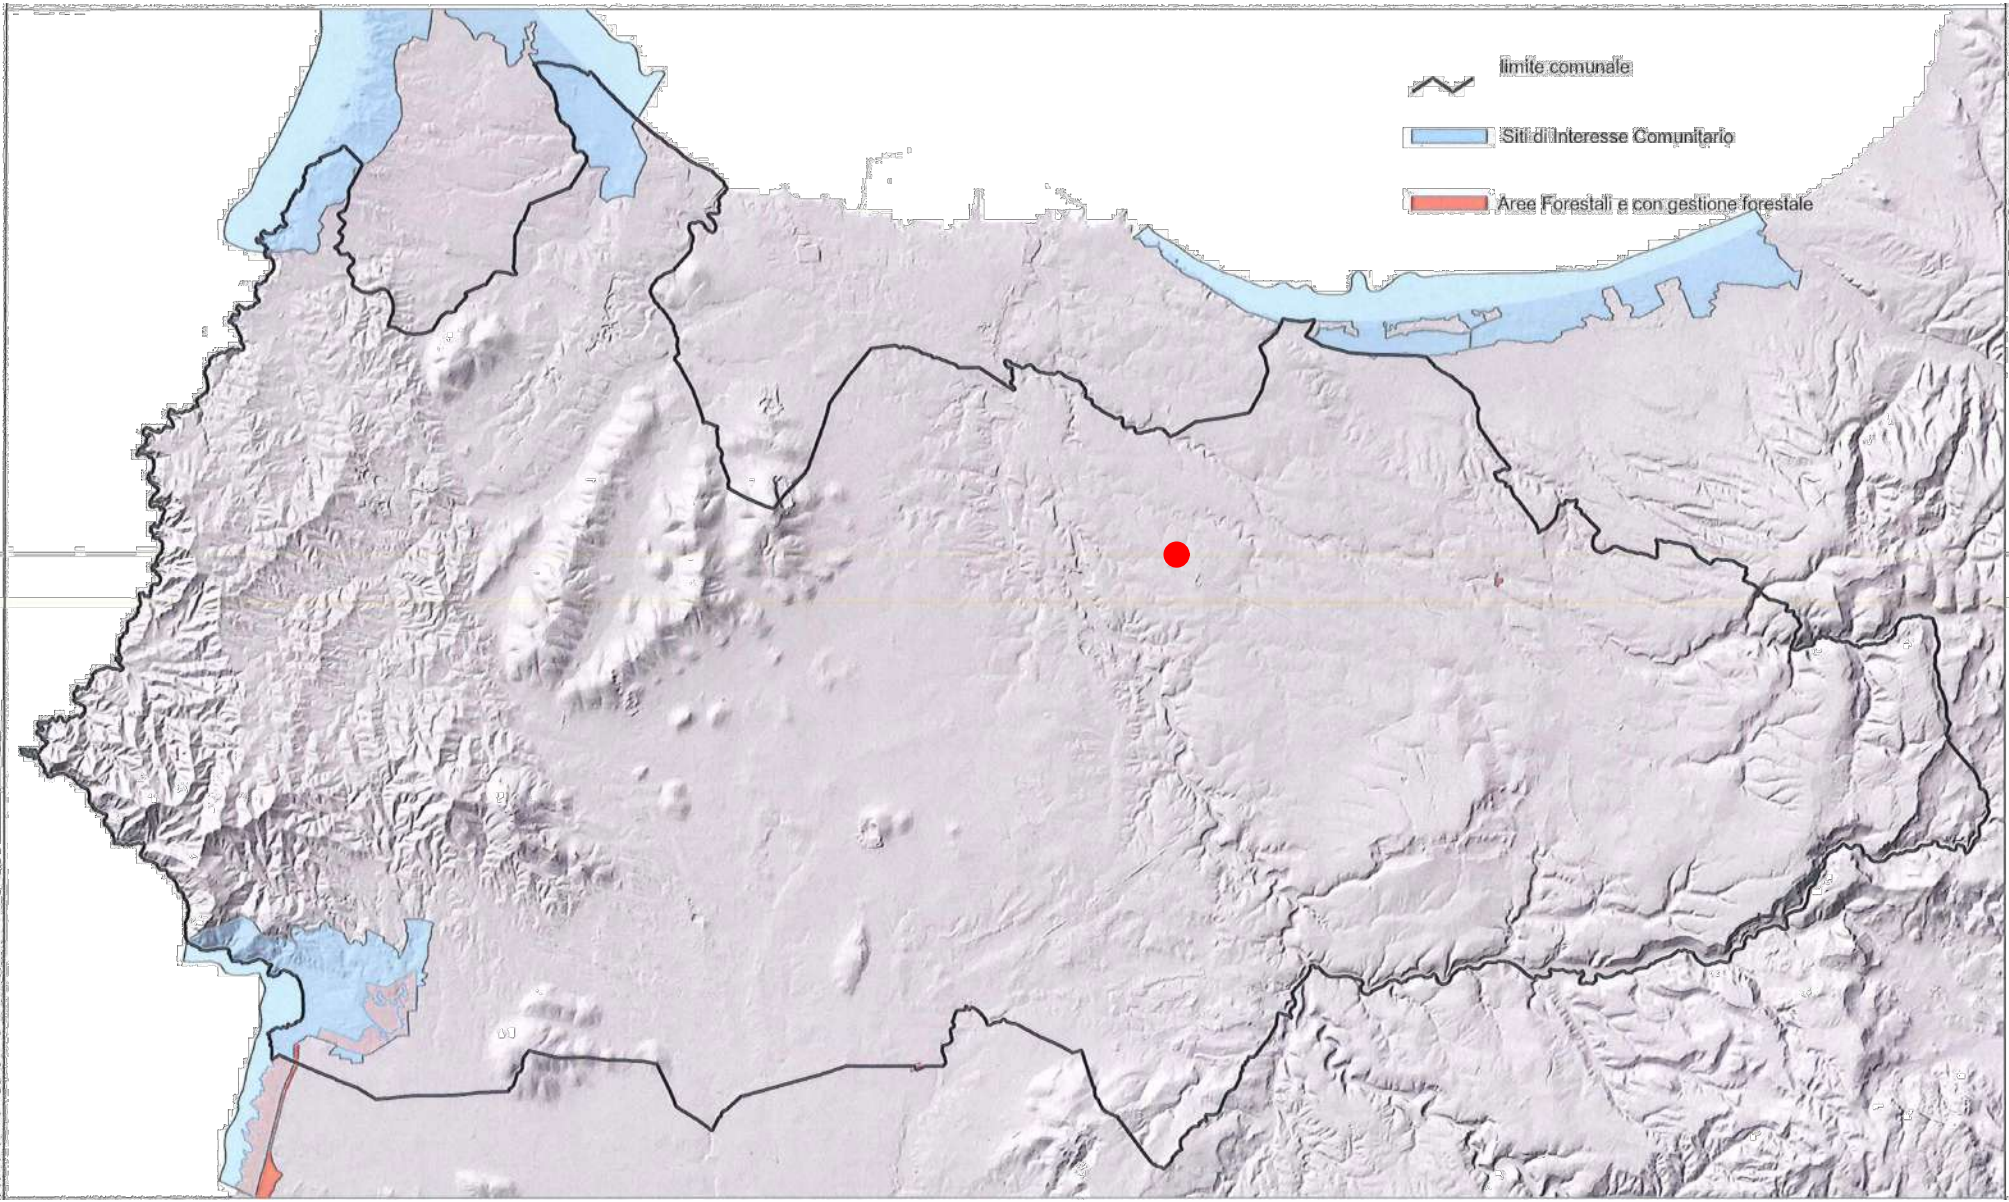 limite comunale
Siti di Interesse Comunitario
Aree Forestali e con gestione forestale